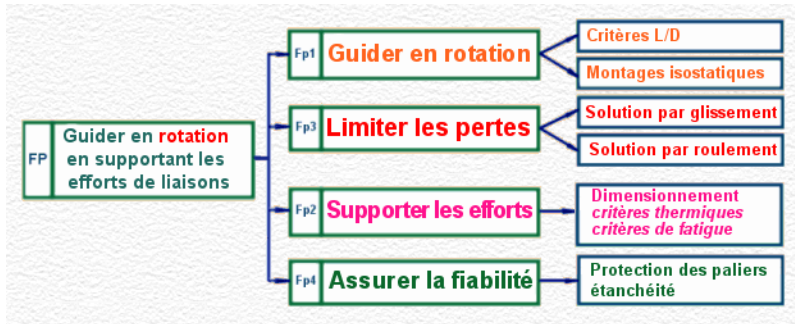 FP
Guider en rotation
en supportant les
efforts de liaisons
Fp1
Guider en rotation
Critères L/D
Montages isostatiques
Fp3
Limiter les pertes
Solution par glissement
Solution par roulement
Fp2
Supporter les efforts
Dimensionnement
critères thermiques
critères de fatigue
Fp4
Assurer la fiabilité
Protection des paliers
étanchéité